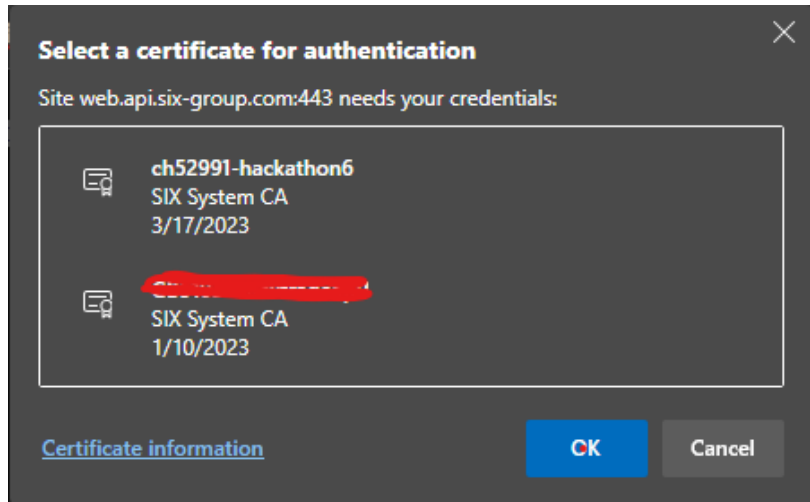 Select a certificate for authentication
Site web.api.six-group.com:443 needs your credentials:
ch52991-hackathon6
SIX System CA
3/17/2023
SIX System CA
1/10/2023
Certificate information
OK
Cancel